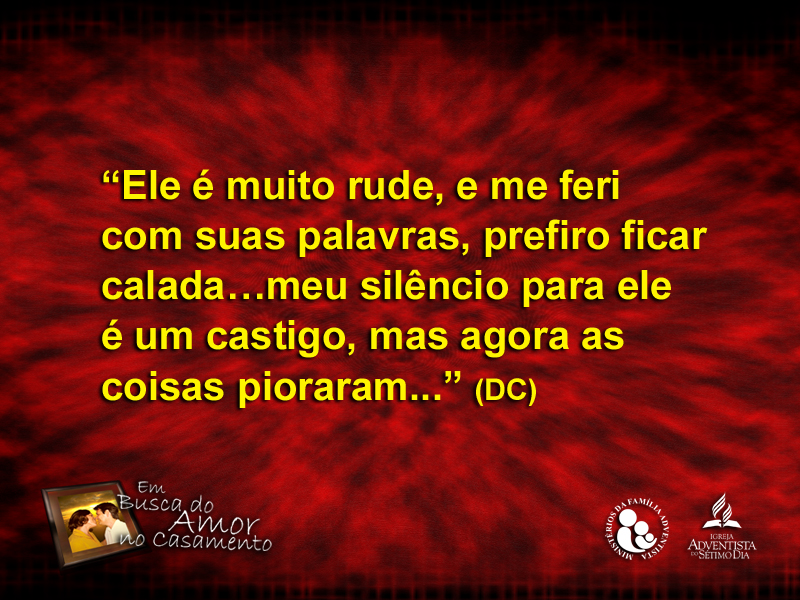 “Ele é muito rude, e me feri
com suas palavras, prefiro ficar
calada…meu silêncio para ele
é um castigo, mas agora as
coisas pioraram...” (DC)
Em
Busca do
Amor
no Casamento
MINISTÉRIOS DA FAMÍLIA ADVENTISTA
IGREJA
ADVENTISTA
DO SÉTIMO DIA